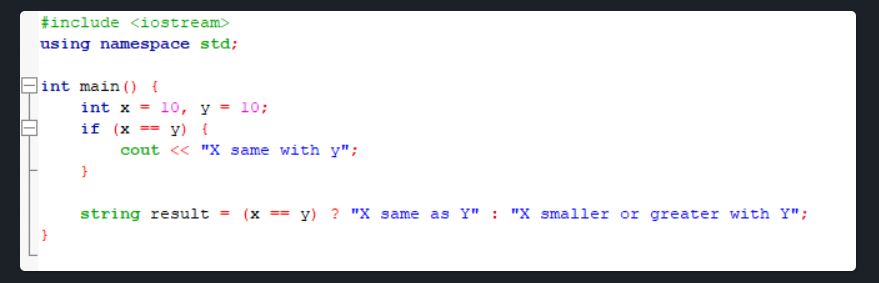 #include <iostream>
using namespace std;
int main() {
int x = 10, y = 10;
if (x == y) {
cout << "X same with y";
}
string result = (x == y) ? "X same as Y" : "X smaller or greater with Y";
}